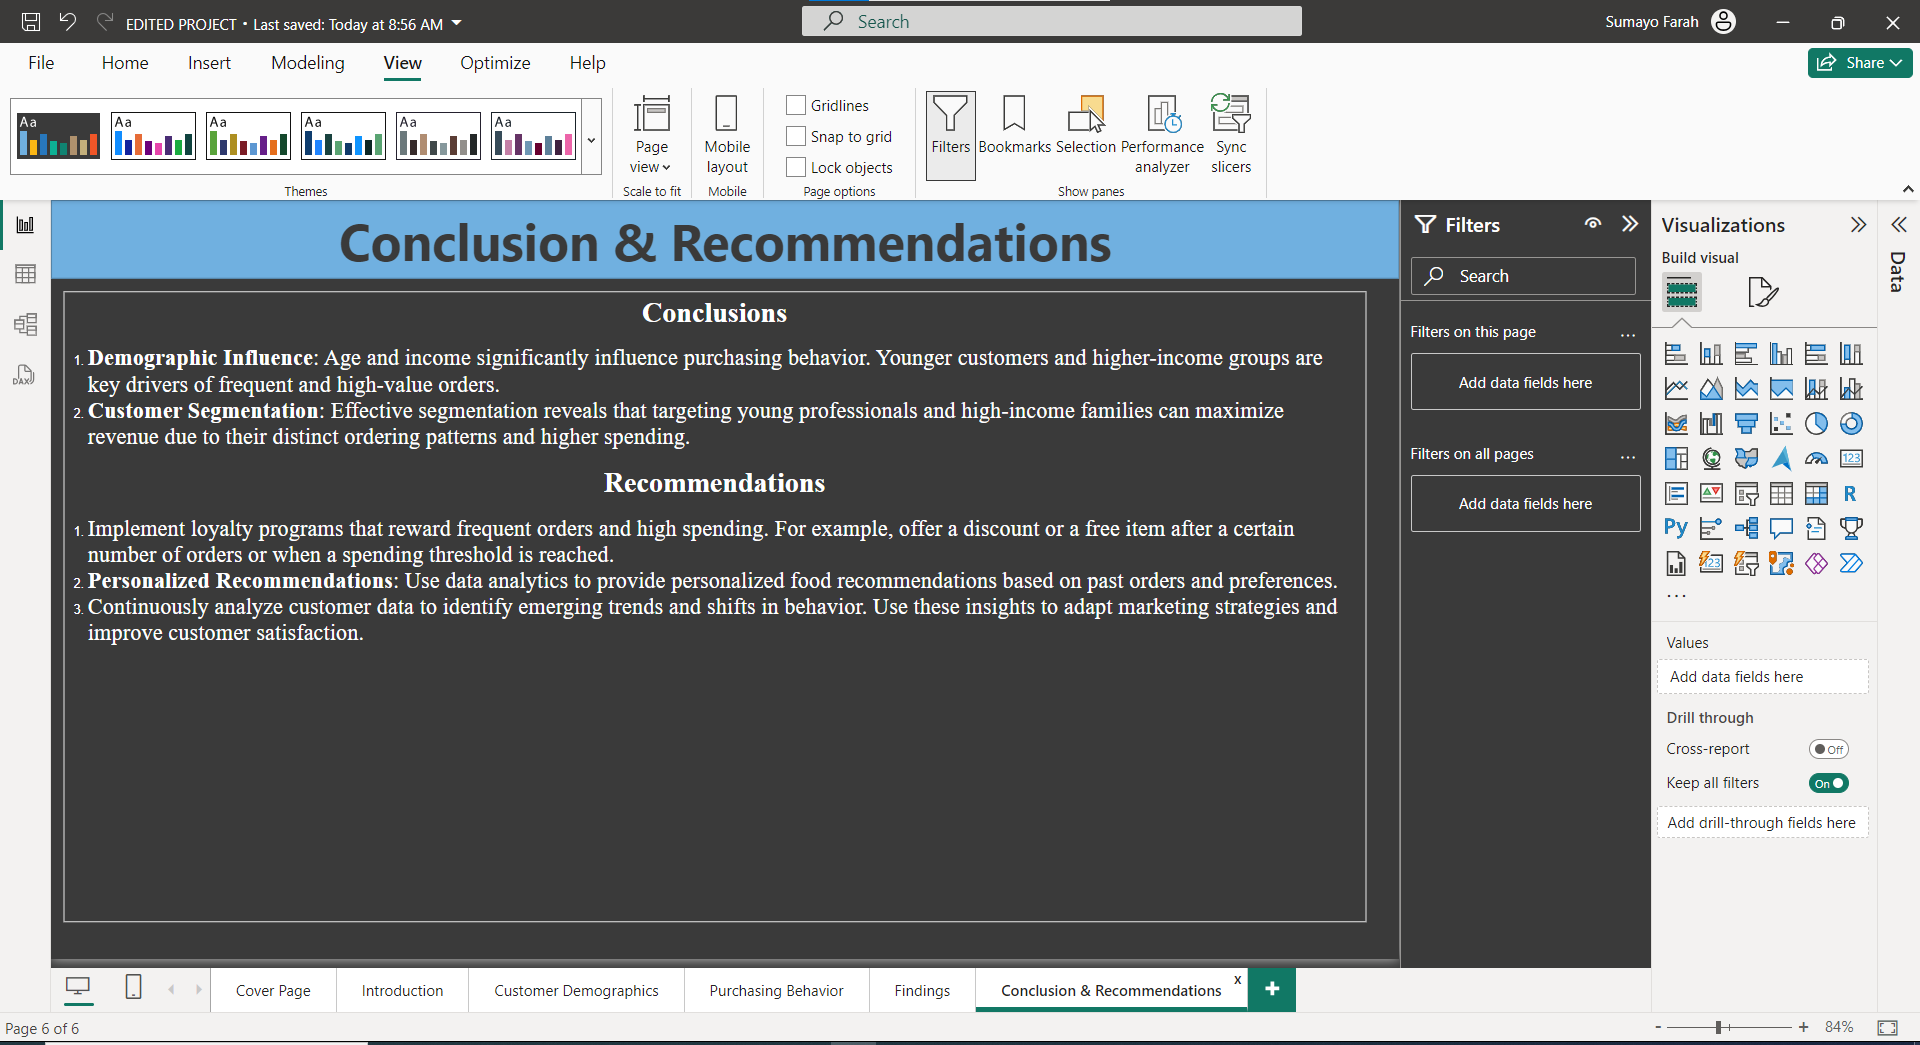 EDITED PROJECT • Last saved: Today at 8:56 AM
Search
Sumayo Farah
File Home Insert Modeling View Optimize Help
Share
Aa Aa Aa Aa Aa Aa
Themes
Page view
Scale to fit
Mobile layout
Mobile
Gridlines
Snap to grid
Lock objects
Page options
Filters
Bookmarks
Selection
Performance analyzer
Sync slicers
Show panes
DAX
Conclusion & Recommendations
Conclusions
1. Demographic Influence: Age and income significantly influence purchasing behavior. Younger customers and higher-income groups are
key drivers of frequent and high-value orders.
2. Customer Segmentation: Effective segmentation reveals that targeting young professionals and high-income families can maximize
revenue due to their distinct ordering patterns and higher spending.
Recommendations
1. Implement loyalty programs that reward frequent orders and high spending. For example, offer a discount or a free item after a certain
number of orders or when a spending threshold is reached.
2. Personalized Recommendations: Use data analytics to provide personalized food recommendations based on past orders and preferences.
3. Continuously analyze customer data to identify emerging trends and shifts in behavior. Use these insights to adapt marketing strategies and
improve customer satisfaction.
Filters
Search
Filters on this page ...
Add data fields here
Filters on all pages ...
Add data fields here
Visualizations
Build visual
123
R
Py
123
...
Values
Add data fields here
Drill through
Cross-report Off
Keep all filters On
Add drill-through fields here
Data
Cover Page Introduction Customer Demographics Purchasing Behavior Findings Conclusion & Recommendations x +
Page 6 of 6
- + 84%